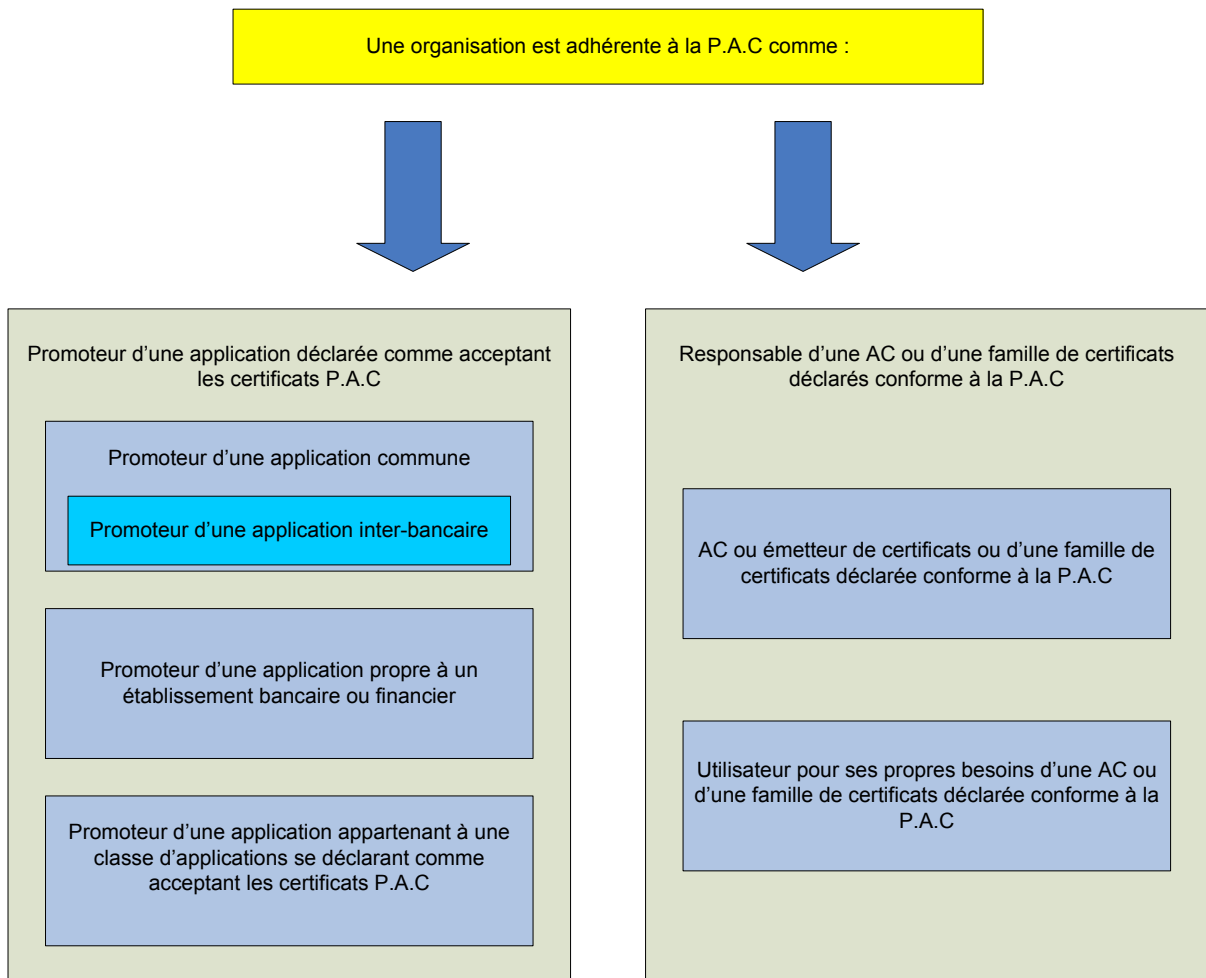 Une organisation est adhérente à la P.A.C comme :
Promoteur d'une application déclarée comme acceptant
les certificats P.A.C
Promoteur d'une application commune
Promoteur d'une application inter-bancaire
Promoteur d'une application propre à un
établissement bancaire ou financier
Promoteur d'une application appartenant à une
classe d'applications se déclarant comme
acceptant les certificats P.A.C
Responsable d'une AC ou d'une famille de certificats
déclarés conforme à la P.A.C
AC ou émetteur de certificats ou d'une famille de
certificats déclarée conforme à la P.A.C
Utilisateur pour ses propres besoins d'une AC ou
d'une famille de certificats déclarée conforme à la
P.A.C